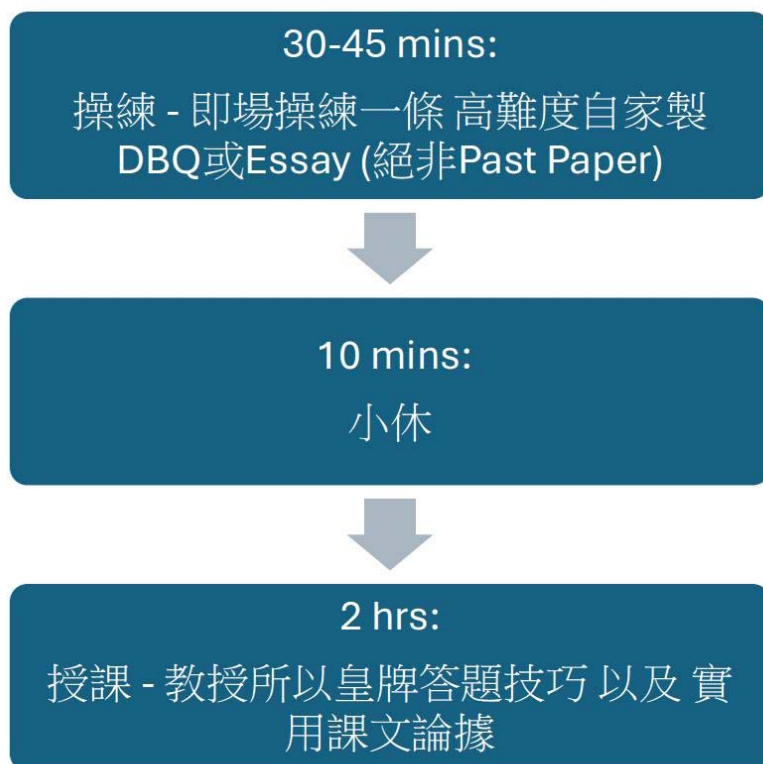 30-45 mins:
操練 - 即場操練一條 高難度自家製
DBQ或Essay (絕非Past Paper)
10 mins:
小休
2 hrs:
授課 - 教授所以皇牌答題技巧 以及 實
用課文論據